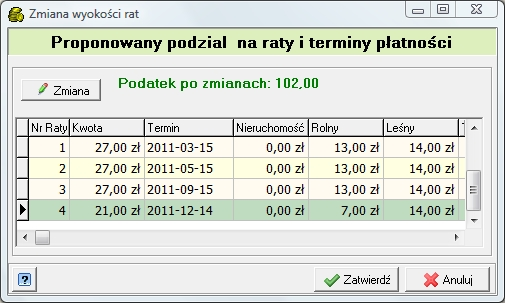 Zmiana wyokości rat
Proponowany podzial na raty i terminy płatności
Zmiana
Podatek po zmianach: 102,00
Nr Raty Kwota Termin Nieruchomość Rolny Leśny
1 27,00 zł 2011-03-15 0,00 zł 13,00 zł 14,00 zł
2 27,00 zł 2011-05-15 0,00 zł 13,00 zł 14,00 zł
3 27,00 zł 2011-09-15 0,00 zł 13,00 zł 14,00 zł
4 21,00 zł 2011-12-14 0,00 zł 7,00 zł 14,00 zł
? Zatwierdź Anuluj